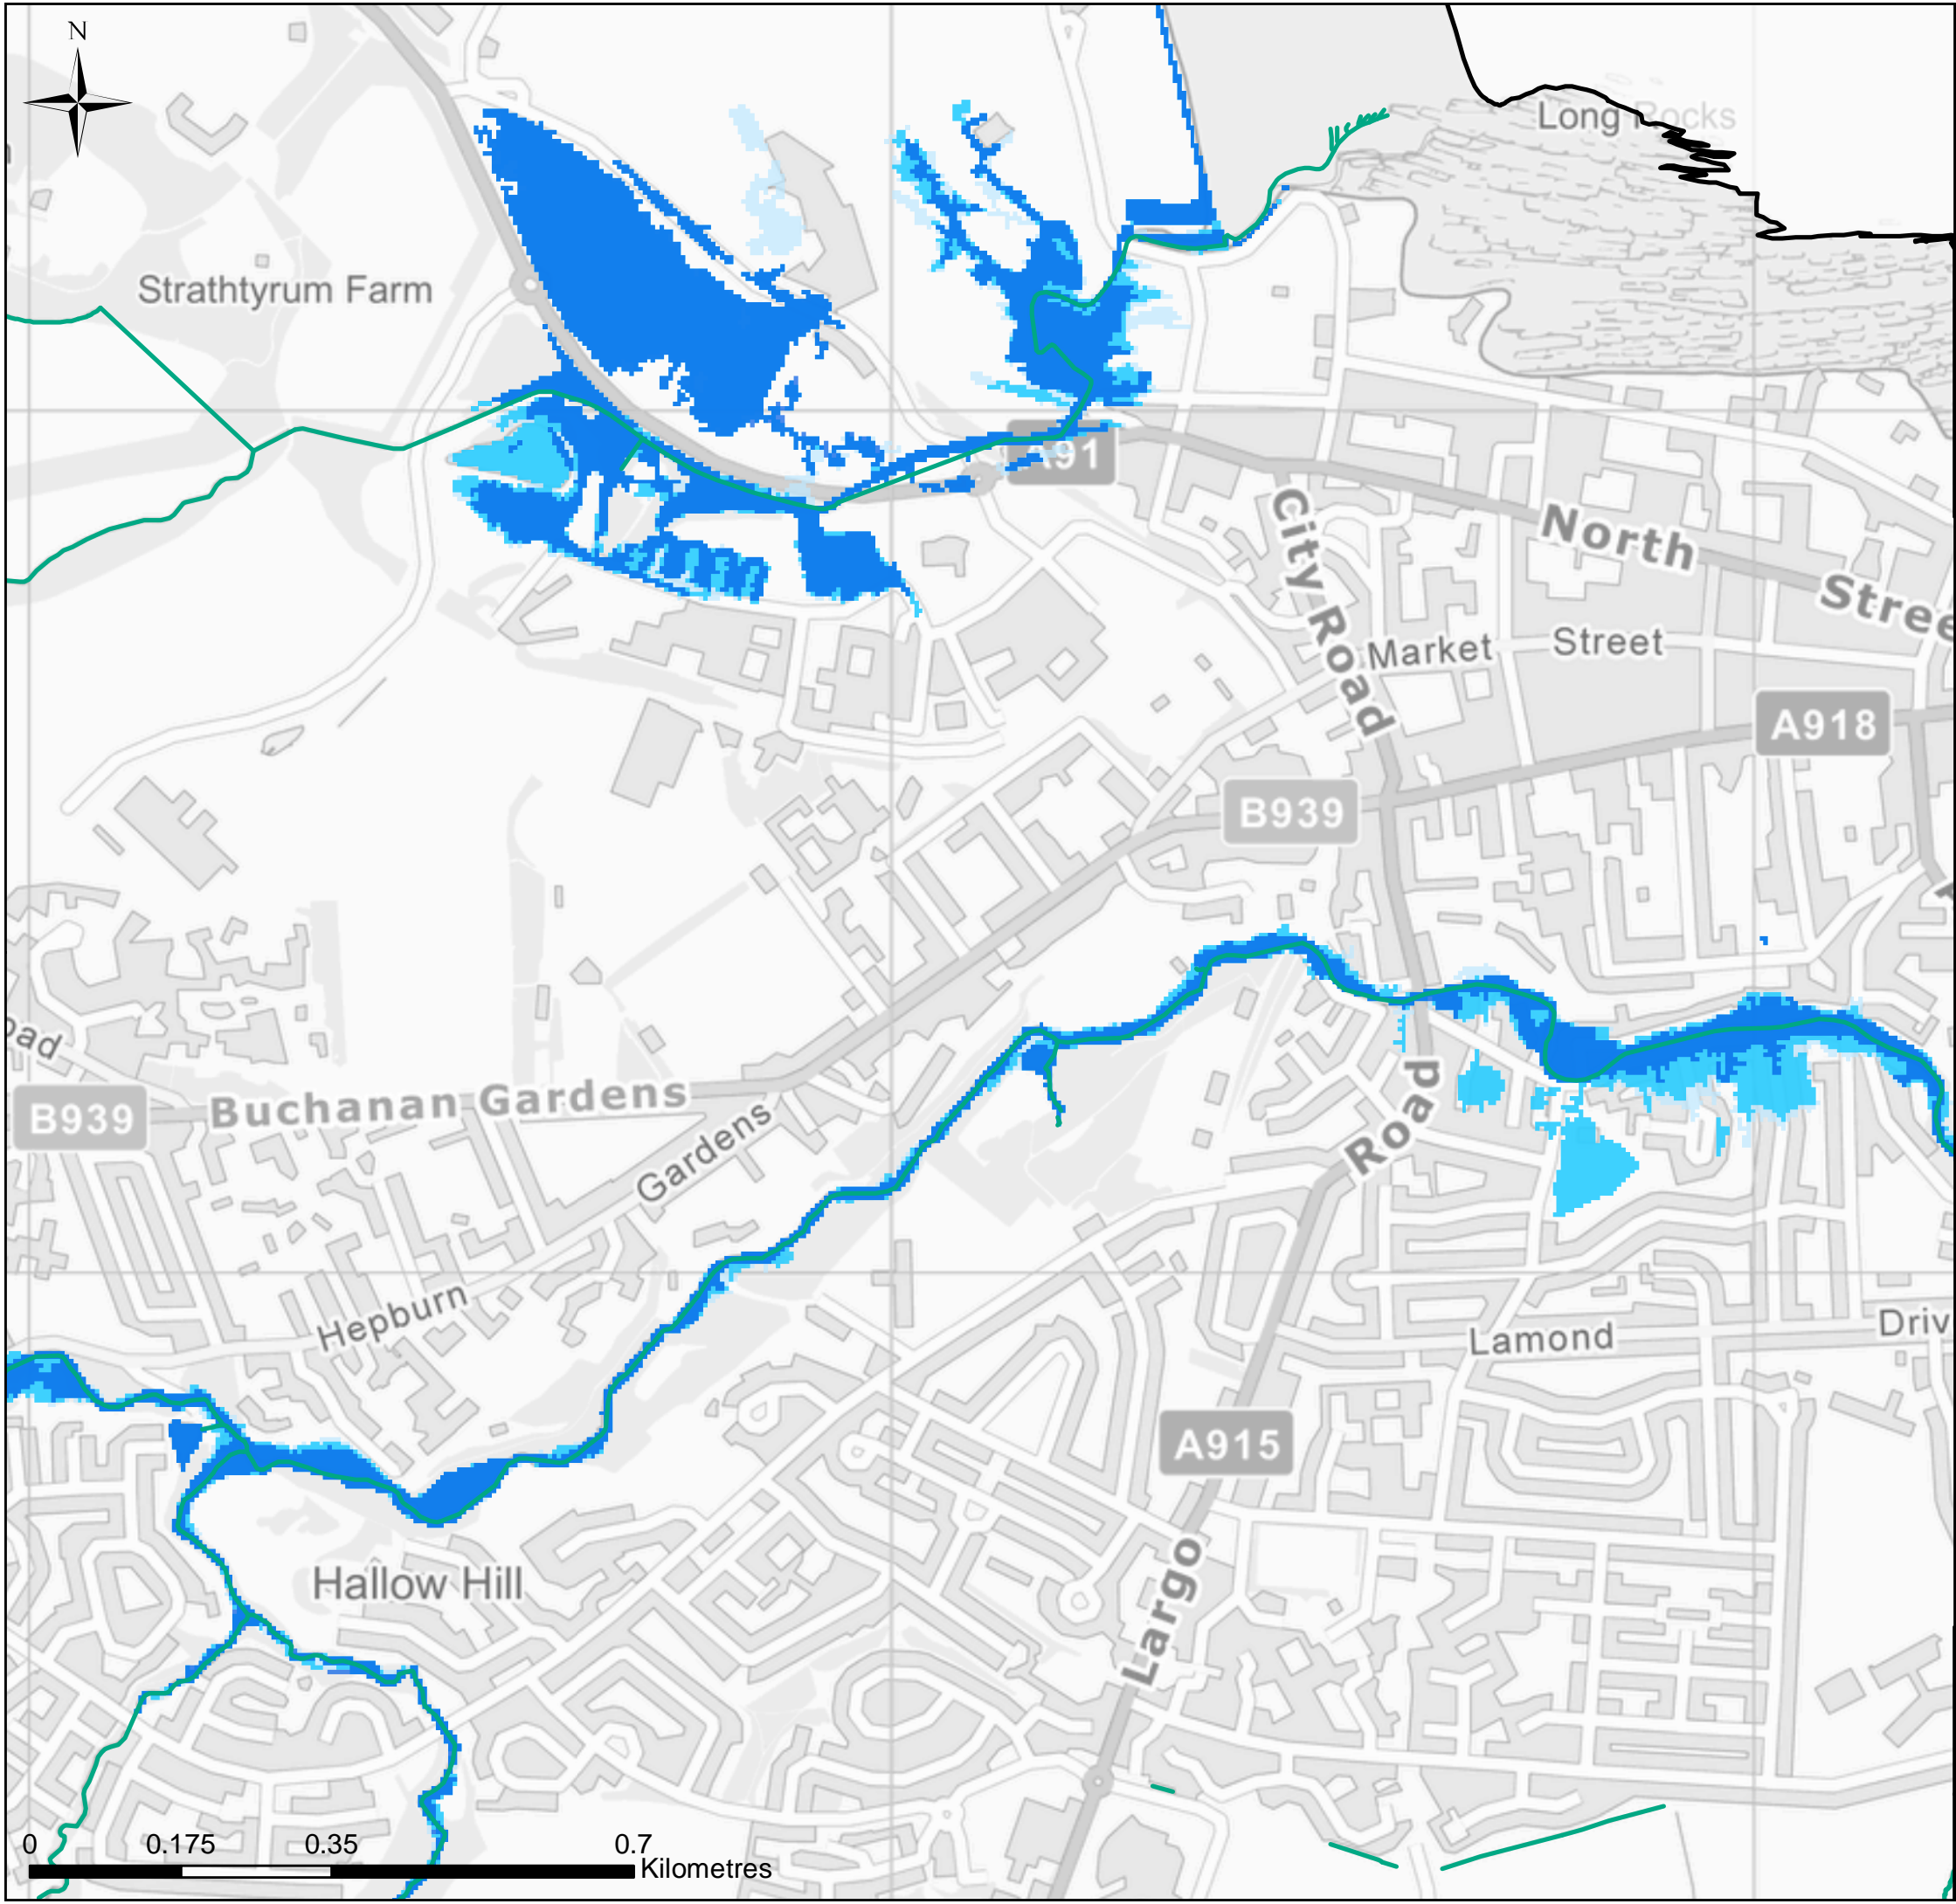 N
Long Rocks
Strathtyrum Farm
A91
City Road
North
Stree
Market Street
A918
B939
oad
B939
Buchanan Gardens
Gardens
Road
Hepburn
Lamond
Driv
A915
Hallow Hill
Largo
0 0.175 0.35 0.7
Kilometres